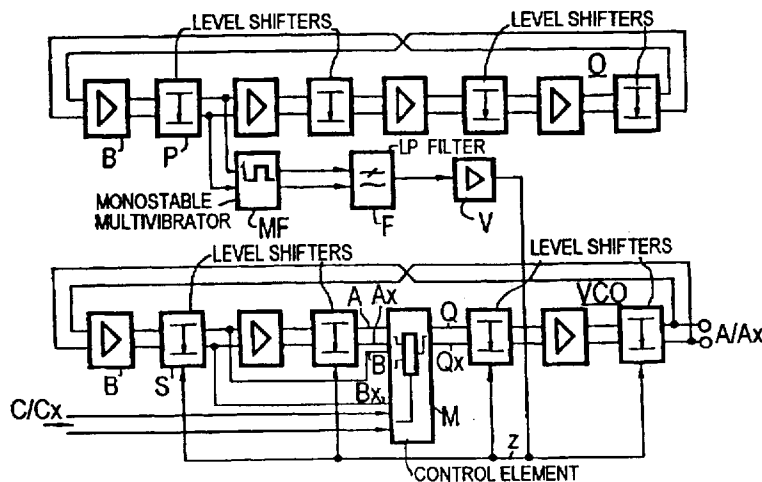 LEVEL SHIFTERS
LEVEL SHIFTERS
O
B
P
LP FILTER
MONOSTABLE
MULTIVIBRATOR
MF
F
V
LEVEL SHIFTERS
LEVEL SHIFTERS
VCO
A
Ax
Q
A/Ax
B
S
B
Qx
Bx
M
C/Cx
z
CONTROL ELEMENT